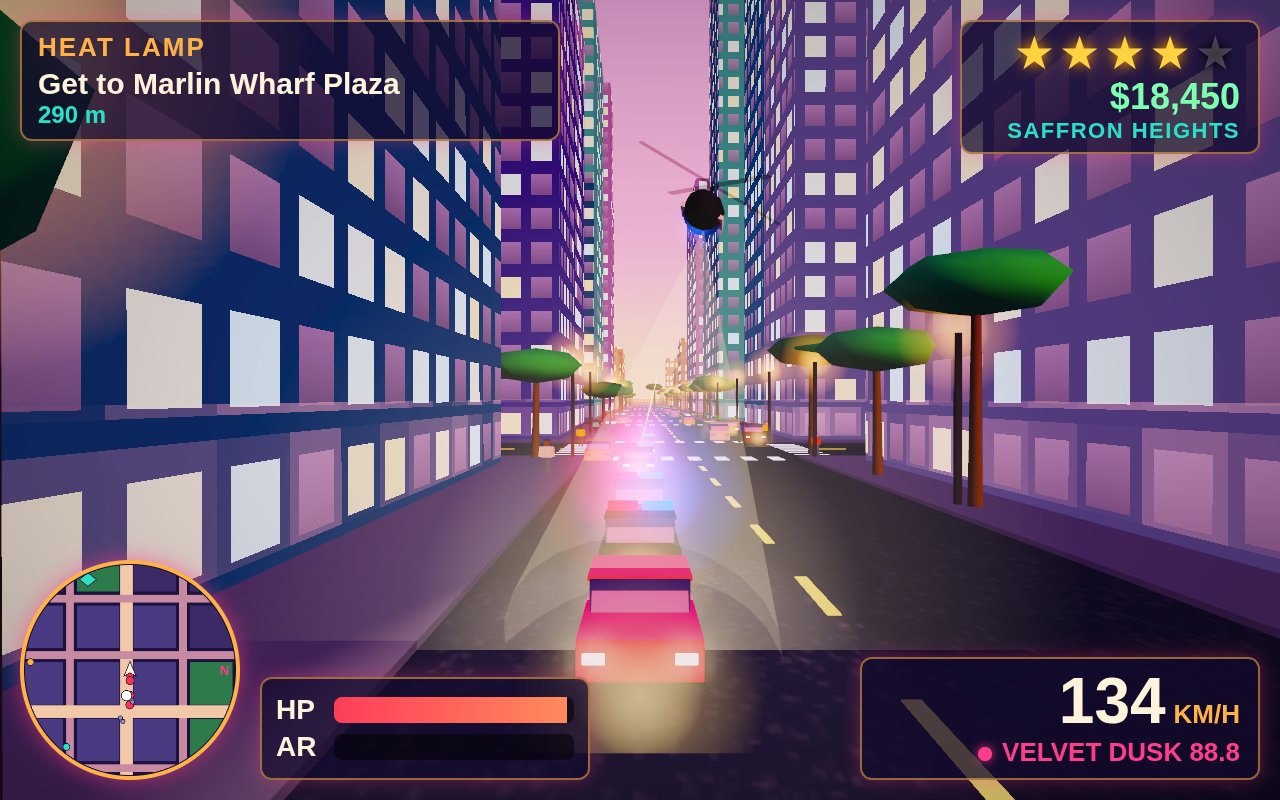 HEAT LAMP
Get to Marlin Wharf Plaza
290 m
$18,450
SAFFRON HEIGHTS
N
HP
AR
134 KM/H
VELVET DUSK 88.8